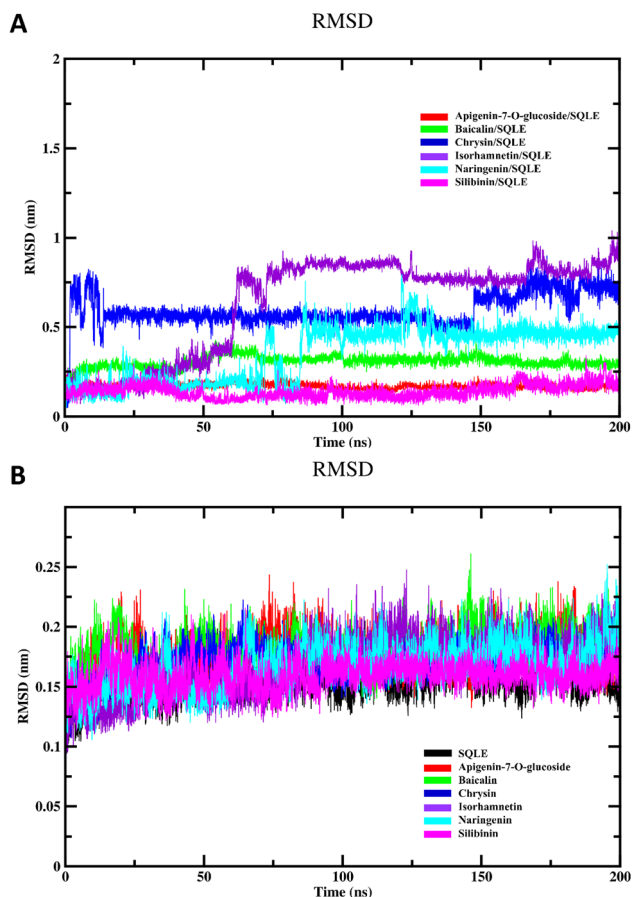 A
RMSD
2
1.5
1
0.5
0
RMSD (nm)
Apigenin-7-O-glucoside/SQLE
Baicalin/SQLE
Chrysin/SQLE
Isorhamnetin/SQLE
Naringenin/SQLE
Silibinin/SQLE
0 50 100 150 200
Time (ns)
B
RMSD
0.25
0.2
0.15
0.1
0.05
0
RMSD (nm)
SQLE
Apigenin-7-O-glucoside
Baicalin
Chrysin
Isorhamnetin
Naringenin
Silibinin
0 50 100 150 200
Time (ns)